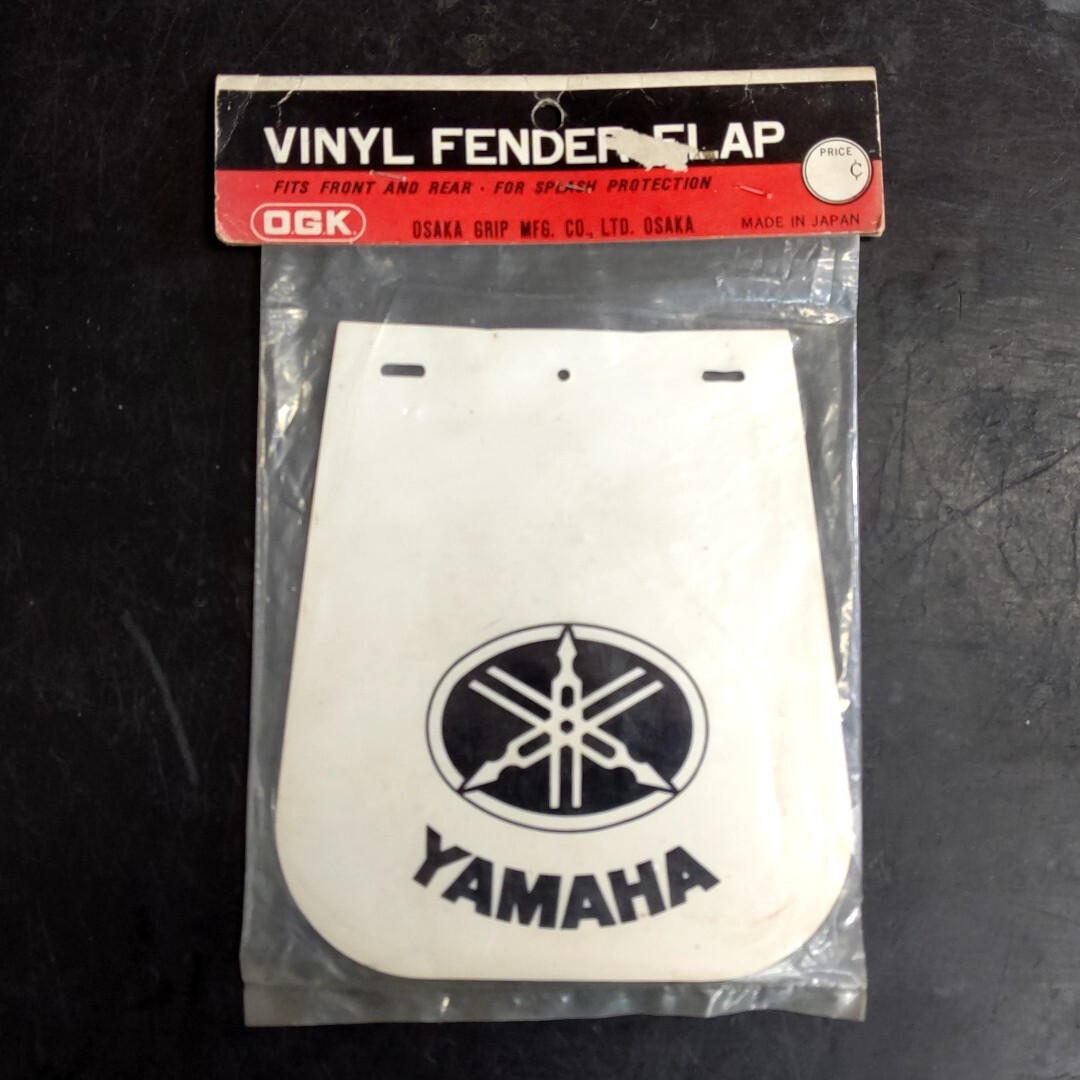 VINYL FENDER FLAP
PRICE
¢
FITS FRONT AND REAR · FOR SPLASH PROTECTION
O.G.K.
OSAKA GRIP MFG. CO., LTD. OSAKA
MADE IN JAPAN
YAMAHA